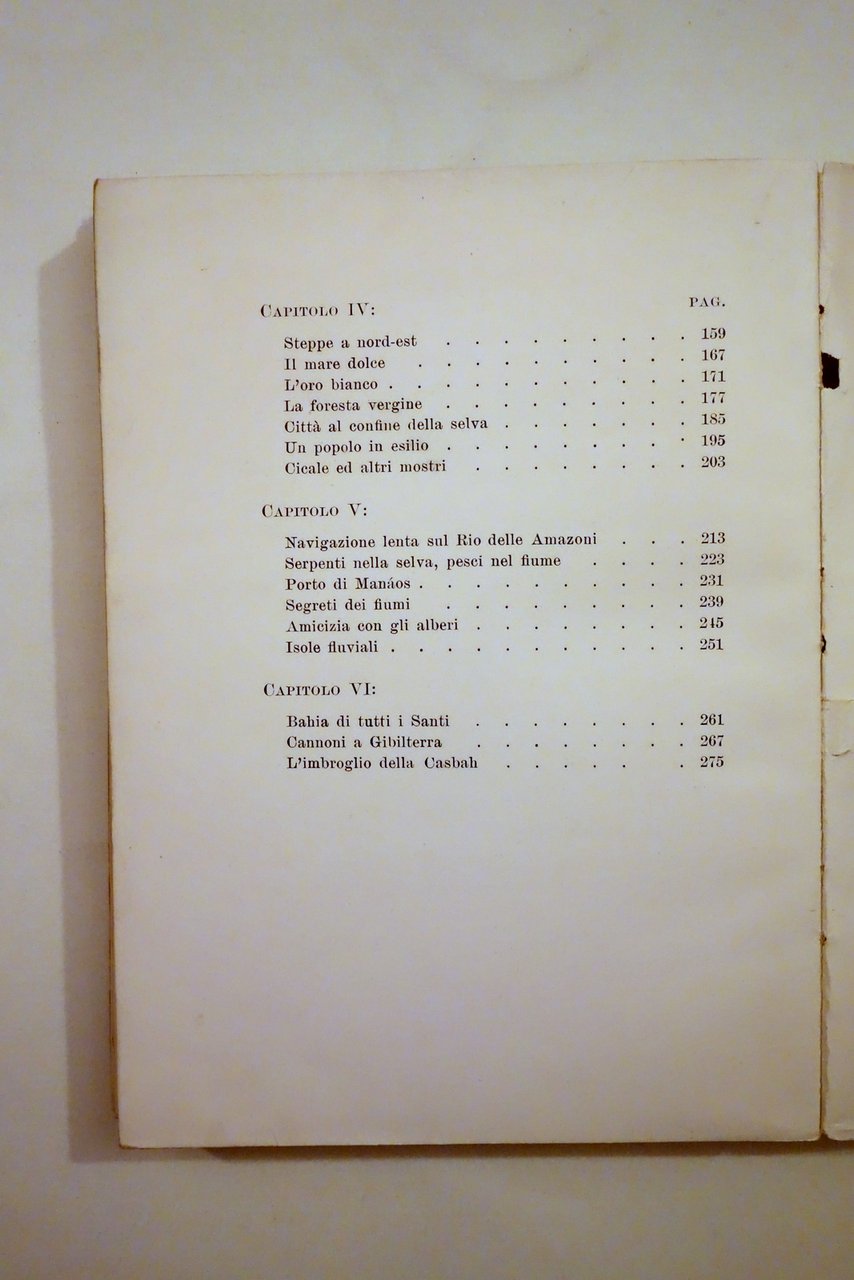 CAPITOLO IV: PAG.
Steppe a nord-est . . . . . . . . . 159
Il mare dolce . . . . . . . . . . 167
L'oro bianco . . . . . . . . . . . 171
La foresta vergine . . . . . . . . . 177
Città al confine della selva . . . . . . . 185
Un popolo in esilio . . . . . . . . . 195
Cicale ed altri mostri . . . . . . . . 203
CAPITOLO V:
Navigazione lenta sul Rio delle Amazoni . . . 213
Serpenti nella selva, pesci nel fiume . . . . 223
Porto di Manáos . . . . . . . . . . 231
Segreti dei fiumi . . . . . . . . . 239
Amicizia con gli alberi . . . . . . . . 245
Isole fluviali . . . . . . . . . . . 251
CAPITOLO VI:
Bahia di tutti i Santi . . . . . . . . 261
Cannoni a Gibilterra . . . . . . . . 267
L'imbroglio della Casbah . . . . . . 275